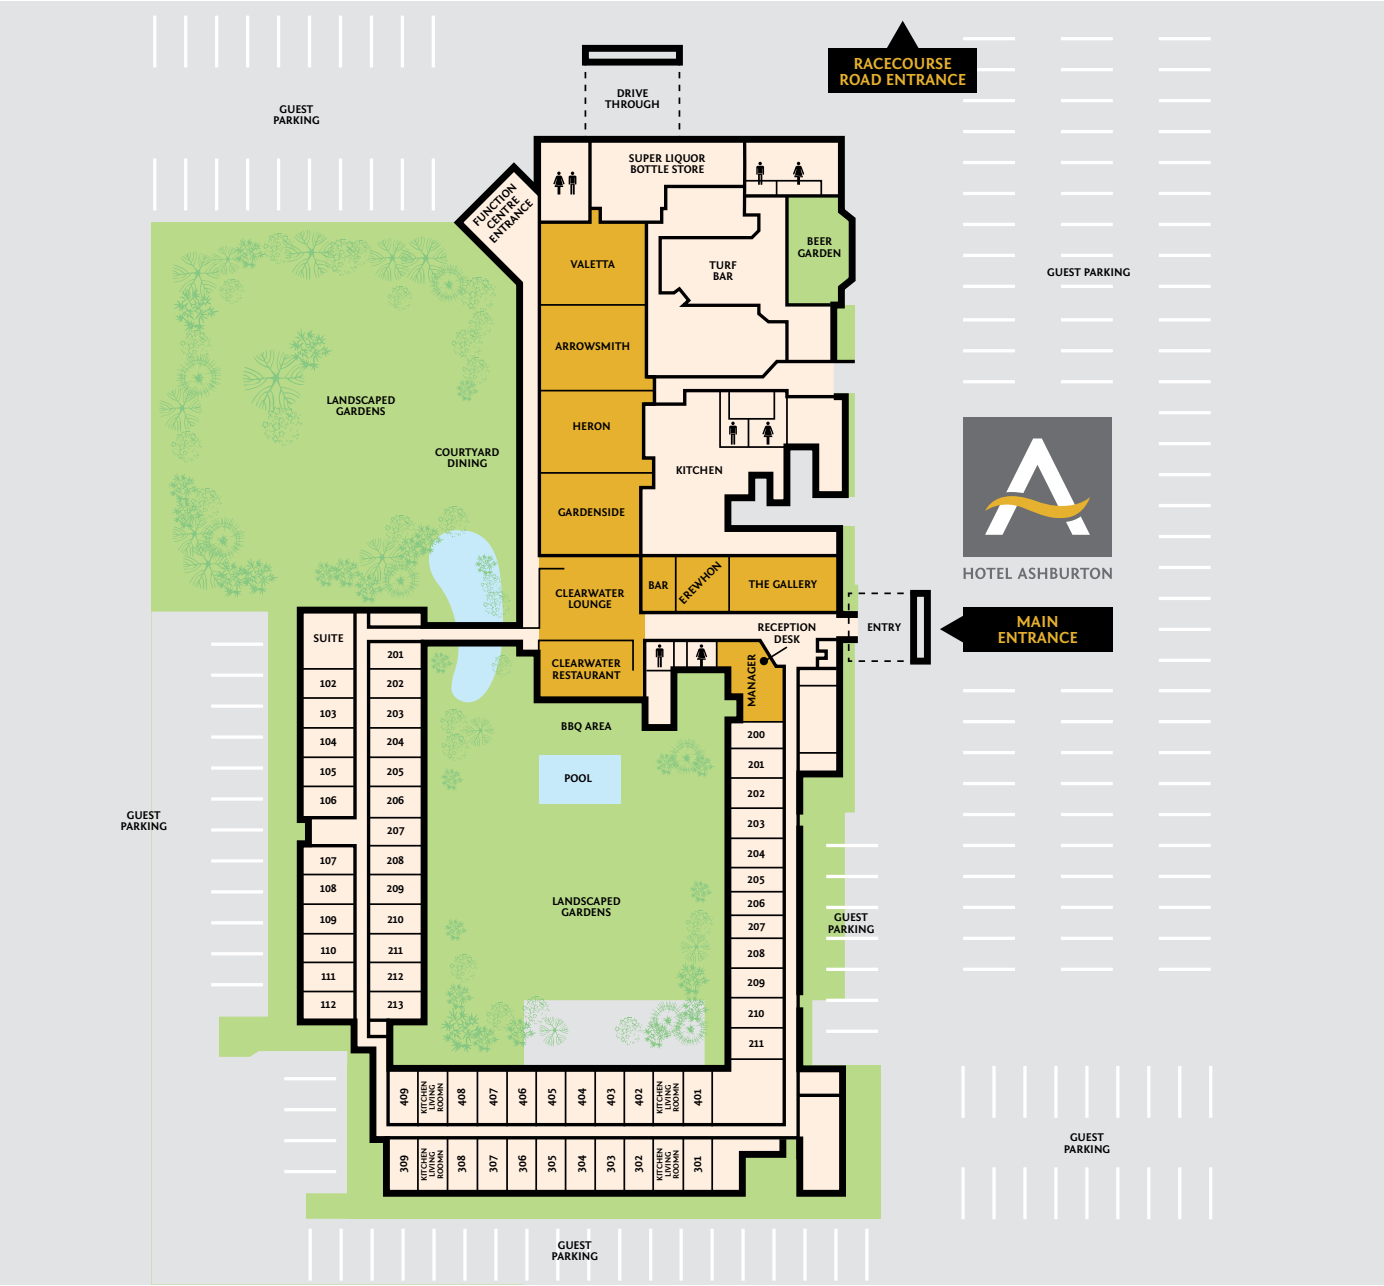 RACECOURSE
ROAD ENTRANCE
DRIVE
THROUGH
GUEST
PARKING
SUPER LIQUOR
BOTTLE STORE
FUNCTION
CENTRE
ENTRANCE
BEER
GARDEN
VALETTA
TURF
BAR
GUEST PARKING
ARROWSMITH
LANDSCAPED
GARDENS
HERON
COURTYARD
DINING
KITCHEN
GARDENSIDE
HOTEL ASHBURTON
CLEARWATER
LOUNGE
BAR
EREWHON
THE GALLERY
RECEPTION
DESK
ENTRY
MAIN
ENTRANCE
CLEARWATER
RESTAURANT
MANAGER
BBQ AREA
POOL
SUITE
102
103
104
105
106
107
108
109
110
111
112
201
202
203
204
205
206
207
208
209
210
211
212
213
GUEST
PARKING
LANDSCAPED
GARDENS
200
201
202
203
204
205
206
207
208
209
210
211
GUEST
PARKING
409
KITCHEN
LIVING
ROOMN
408
407
406
405
404
403
402
KITCHEN
LIVING
ROOMN
401
309
KITCHEN
LIVING
ROOMN
308
307
306
305
304
303
302
KITCHEN
LIVING
ROOMN
301
GUEST
PARKING
GUEST
PARKING